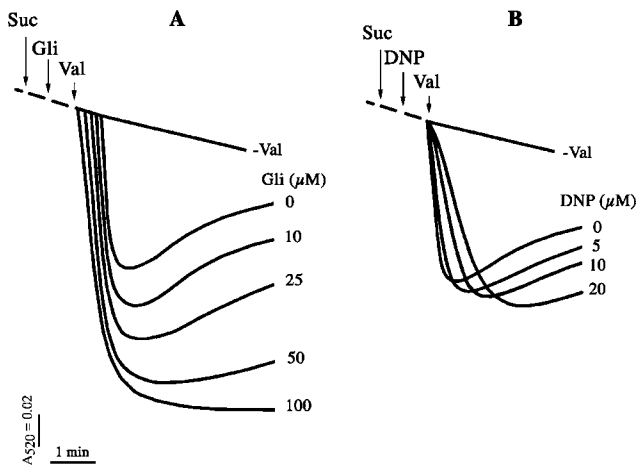 A
Suc
Gli
Val
-Val
Gli (µM)
0
10
25
50
100
A520 = 0.02
1 min
B
Suc
DNP
Val
-Val
DNP (µM)
0
5
10
20